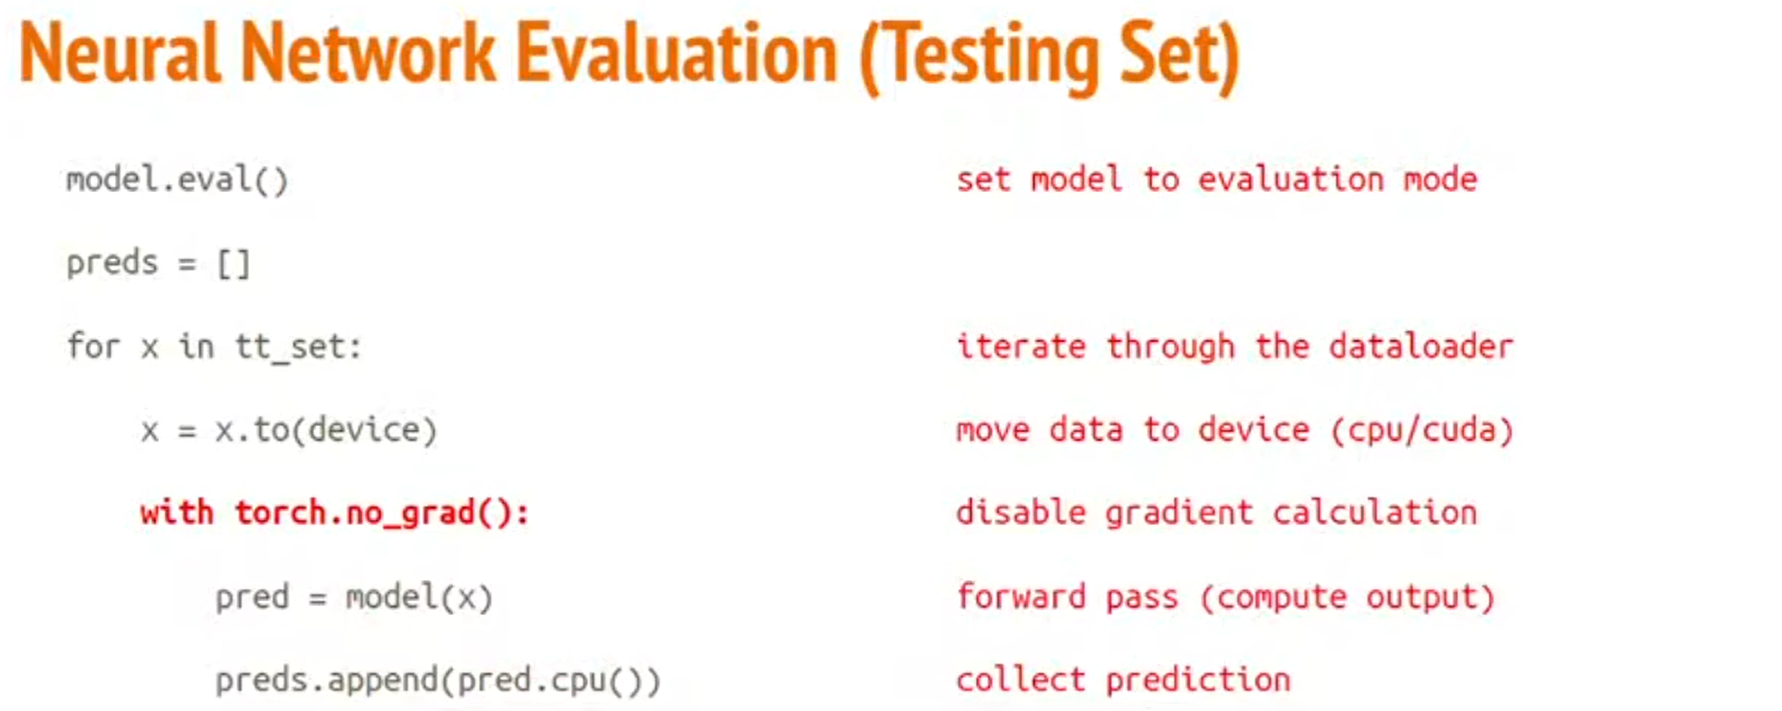 Neural Network Evaluation (Testing Set)
model.eval() set model to evaluation mode
preds = []
for x in tt_set: iterate through the dataloader
x = x.to(device) move data to device (cpu/cuda)
with torch.no_grad(): disable gradient calculation
pred = model(x) forward pass (compute output)
preds.append(pred.cpu()) collect prediction